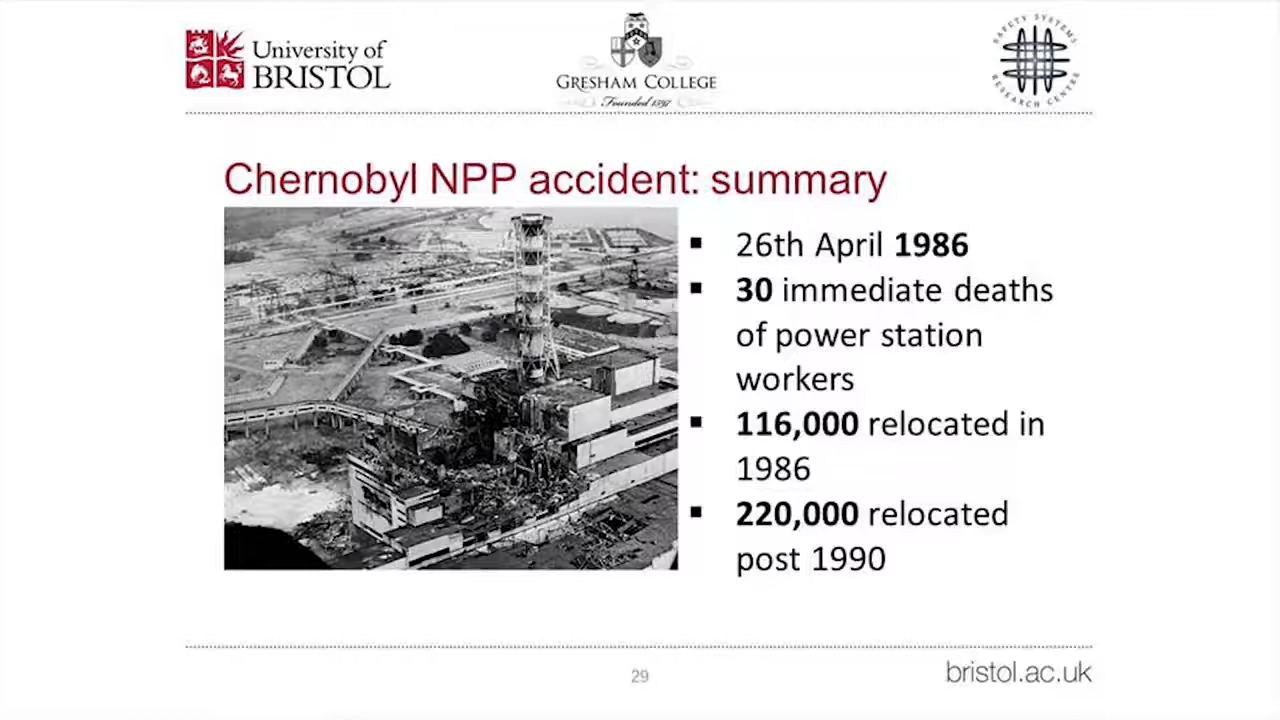 University of
BRISTOL
GRESHAM COLLEGE
Founded 1597
SAFETY SYSTEMS
RESEARCH CENTRE
Chernobyl NPP accident: summary
▪ 26th April 1986
▪ 30 immediate deaths
of power station
workers
▪ 116,000 relocated in
1986
▪ 220,000 relocated
post 1990
29
bristol.ac.uk